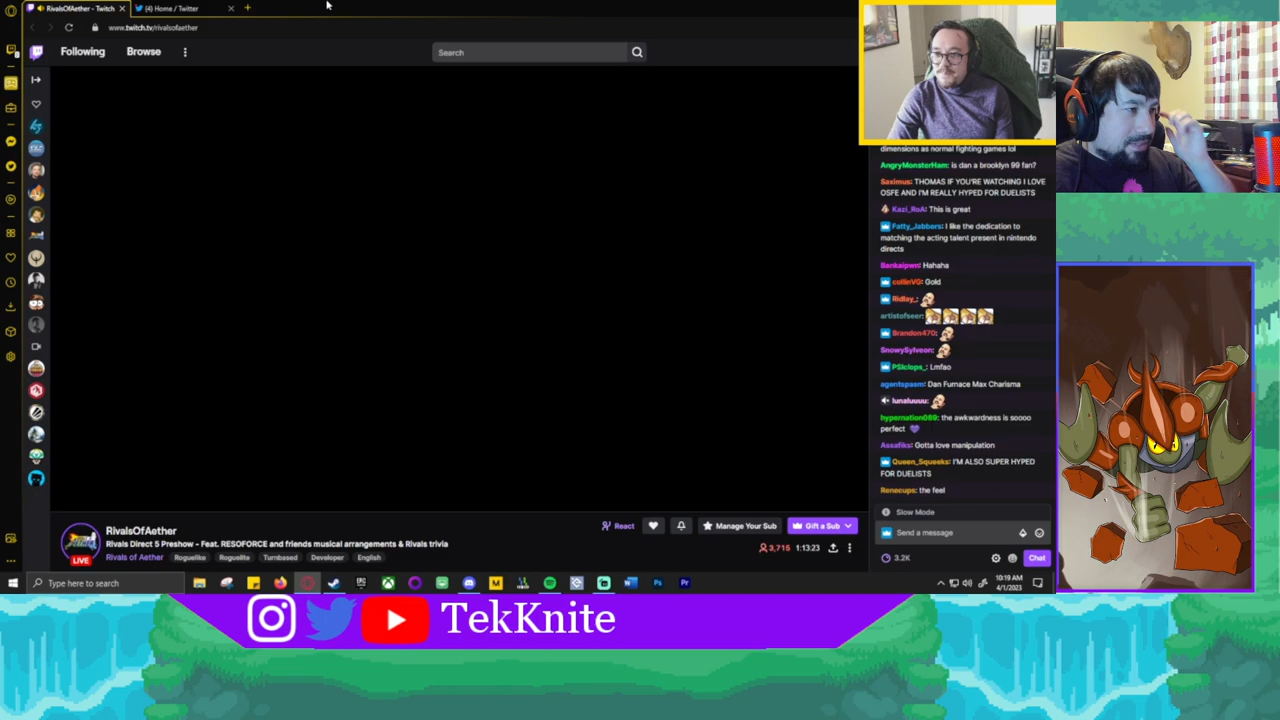 RivalsOfAether - Twitch
(4) Home / Twitter
www.twitch.tv/rivalsofaether
Following
Browse
Search
dimensions as normal fighting games lol
AngryMonsterHam: is dan a brooklyn 99 fan?
Saximus: THOMAS IF YOU'RE WATCHING I LOVE
OSFE AND I'M REALLY HYPED FOR DUELISTS
Kazi_RoA: This is great
Fatty_Jabbers: I like the dedication to
matching the acting talent present in nintendo
directs
Bankaipwn: Hahaha
collinVG: Gold
Ridley_:
artistofseer:
Brandon470:
SnowySylveon:
PSIclops_: Lmfao
agentspasm: Dan Furnace Max Charisma
lunaluuuu:
hypernation089: the awkwardness is soooo
perfect
Assafiks: Gotta love manipulation
Queen_Squeeks: I'M ALSO SUPER HYPED
FOR DUELISTS
Renocups: the feel
Slow Mode
Send a message
3.2K
Chat
LIVE
RivalsOfAether
Rivals Direct 5 Preshow - Feat. RESOFORCE and friends musical arrangements & Rivals trivia
Rivals of Aether
Roguelike
Roguelite
Turnbased
Developer
English
React
Manage Your Sub
Gift a Sub
3,715
1:13:23
Type here to search
10:19 AM
4/1/2023
TekKnite